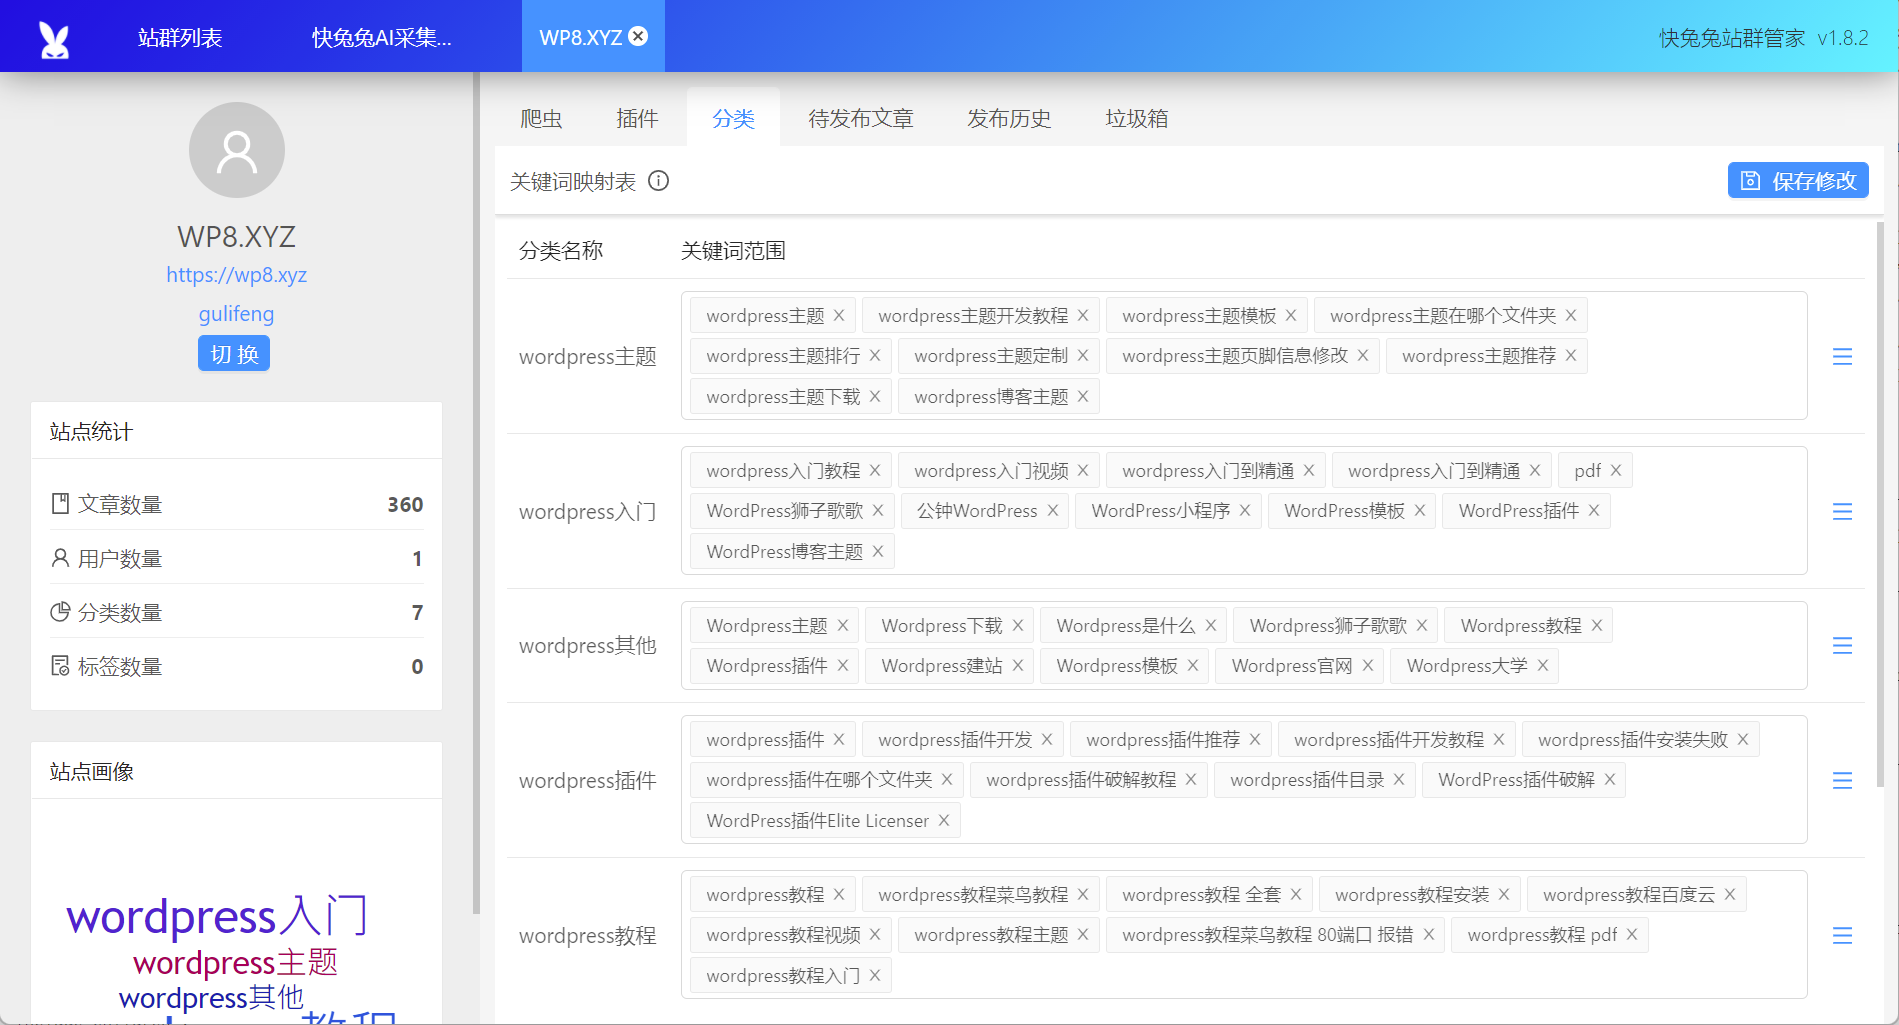 站群列表 快兔兔AI采集... WP8.XYZ 快兔兔站群管家 v1.8.2
WP8.XYZ
https://wp8.xyz
gulifeng
切 换
站点统计
文章数量 360
用户数量 1
分类数量 7
标签数量 0
站点画像
wordpress入门
wordpress主题
wordpress其他
爬虫 插件 分类 待发布文章 发布历史 垃圾箱
关键词映射表 保存修改
分类名称 关键词范围
wordpress主题
wordpress主题 wordpress主题开发教程 wordpress主题模板 wordpress主题在哪个文件夹
wordpress主题排行 wordpress主题定制 wordpress主题页脚信息修改 wordpress主题推荐
wordpress主题下载 wordpress博客主题
wordpress入门
wordpress入门教程 wordpress入门视频 wordpress入门到精通 wordpress入门到精通 pdf
WordPress狮子歌歌 公钟WordPress WordPress小程序 WordPress模板 WordPress插件
WordPress博客主题
wordpress其他
Wordpress主题 Wordpress下载 Wordpress是什么 Wordpress狮子歌歌 Wordpress教程
Wordpress插件 Wordpress建站 Wordpress模板 Wordpress官网 Wordpress大学
wordpress插件
wordpress插件 wordpress插件开发 wordpress插件推荐 wordpress插件开发教程 wordpress插件安装失败
wordpress插件在哪个文件夹 wordpress插件破解教程 wordpress插件目录 WordPress插件破解
WordPress插件Elite Licenser
wordpress教程
wordpress教程 wordpress教程菜鸟教程 wordpress教程 全套 wordpress教程安装 wordpress教程百度云
wordpress教程视频 wordpress教程主题 wordpress教程菜鸟教程 80端口 报错 wordpress教程 pdf
wordpress教程入门